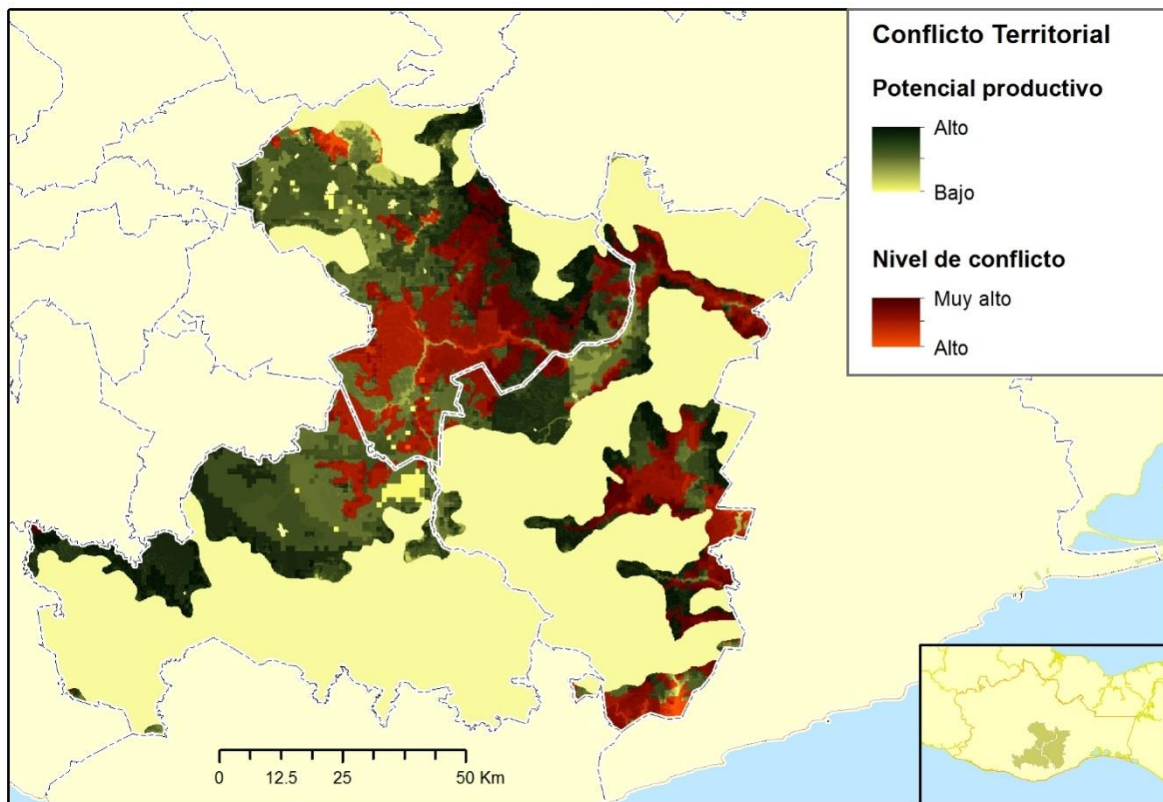 Conflicto Territorial
Potencial productivo
Alto
Bajo
Nivel de conflicto
Muy alto
Alto
0 12.5 25 50 Km